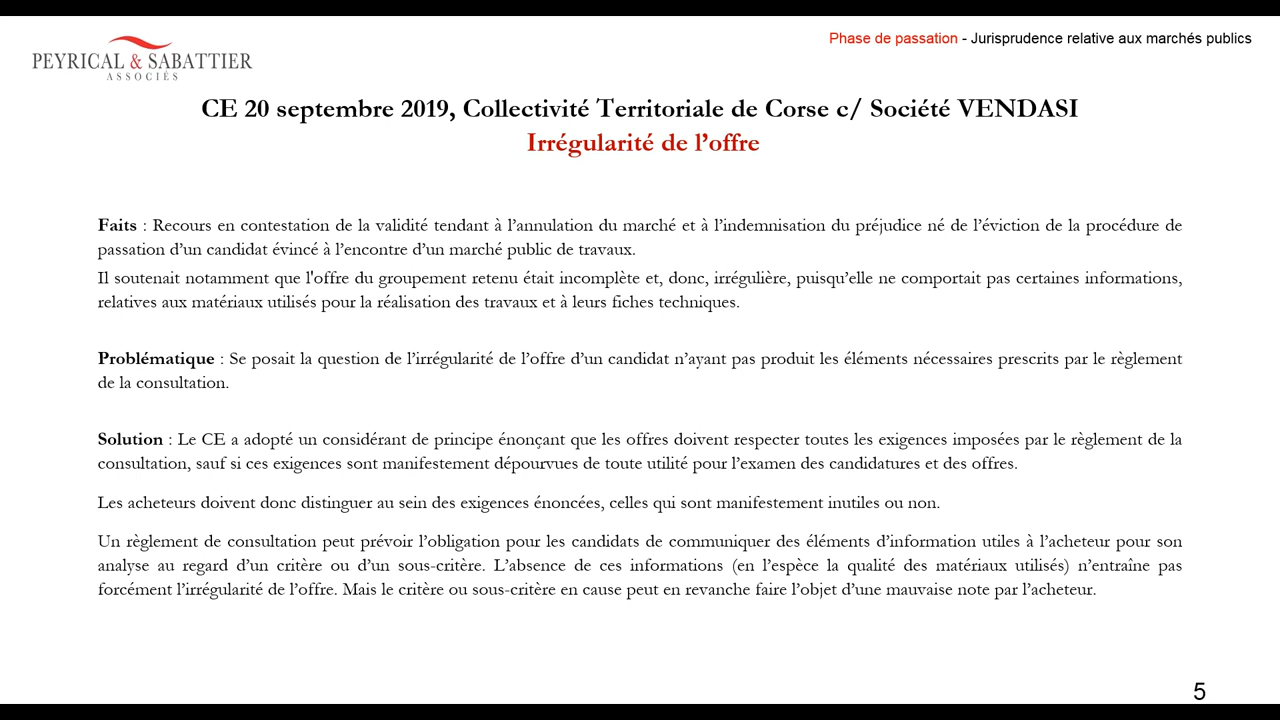 PEYRICAL & SABATTIER
ASSOCIÉS
Phase de passation - Jurisprudence relative aux marchés publics
CE 20 septembre 2019, Collectivité Territoriale de Corse c/ Société VENDASI
Irrégularité de l’offre
Faits : Recours en contestation de la validité tendant à l’annulation du marché et à l’indemnisation du préjudice né de l’éviction de la procédure de
passation d’un candidat évincé à l’encontre d’un marché public de travaux.
Il soutenait notamment que l'offre du groupement retenu était incomplète et, donc, irrégulière, puisqu’elle ne comportait pas certaines informations,
relatives aux matériaux utilisés pour la réalisation des travaux et à leurs fiches techniques.
Problématique : Se posait la question de l’irrégularité de l’offre d’un candidat n’ayant pas produit les éléments nécessaires prescrits par le règlement
de la consultation.
Solution : Le CE a adopté un considérant de principe énonçant que les offres doivent respecter toutes les exigences imposées par le règlement de la
consultation, sauf si ces exigences sont manifestement dépourvues de toute utilité pour l’examen des candidatures et des offres.
Les acheteurs doivent donc distinguer au sein des exigences énoncées, celles qui sont manifestement inutiles ou non.
Un règlement de consultation peut prévoir l’obligation pour les candidats de communiquer des éléments d’information utiles à l’acheteur pour son
analyse au regard d’un critère ou d’un sous-critère. L’absence de ces informations (en l’espèce la qualité des matériaux utilisés) n’entraîne pas
forcément l’irrégularité de l’offre. Mais le critère ou sous-critère en cause peut en revanche faire l’objet d’une mauvaise note par l’acheteur.
5